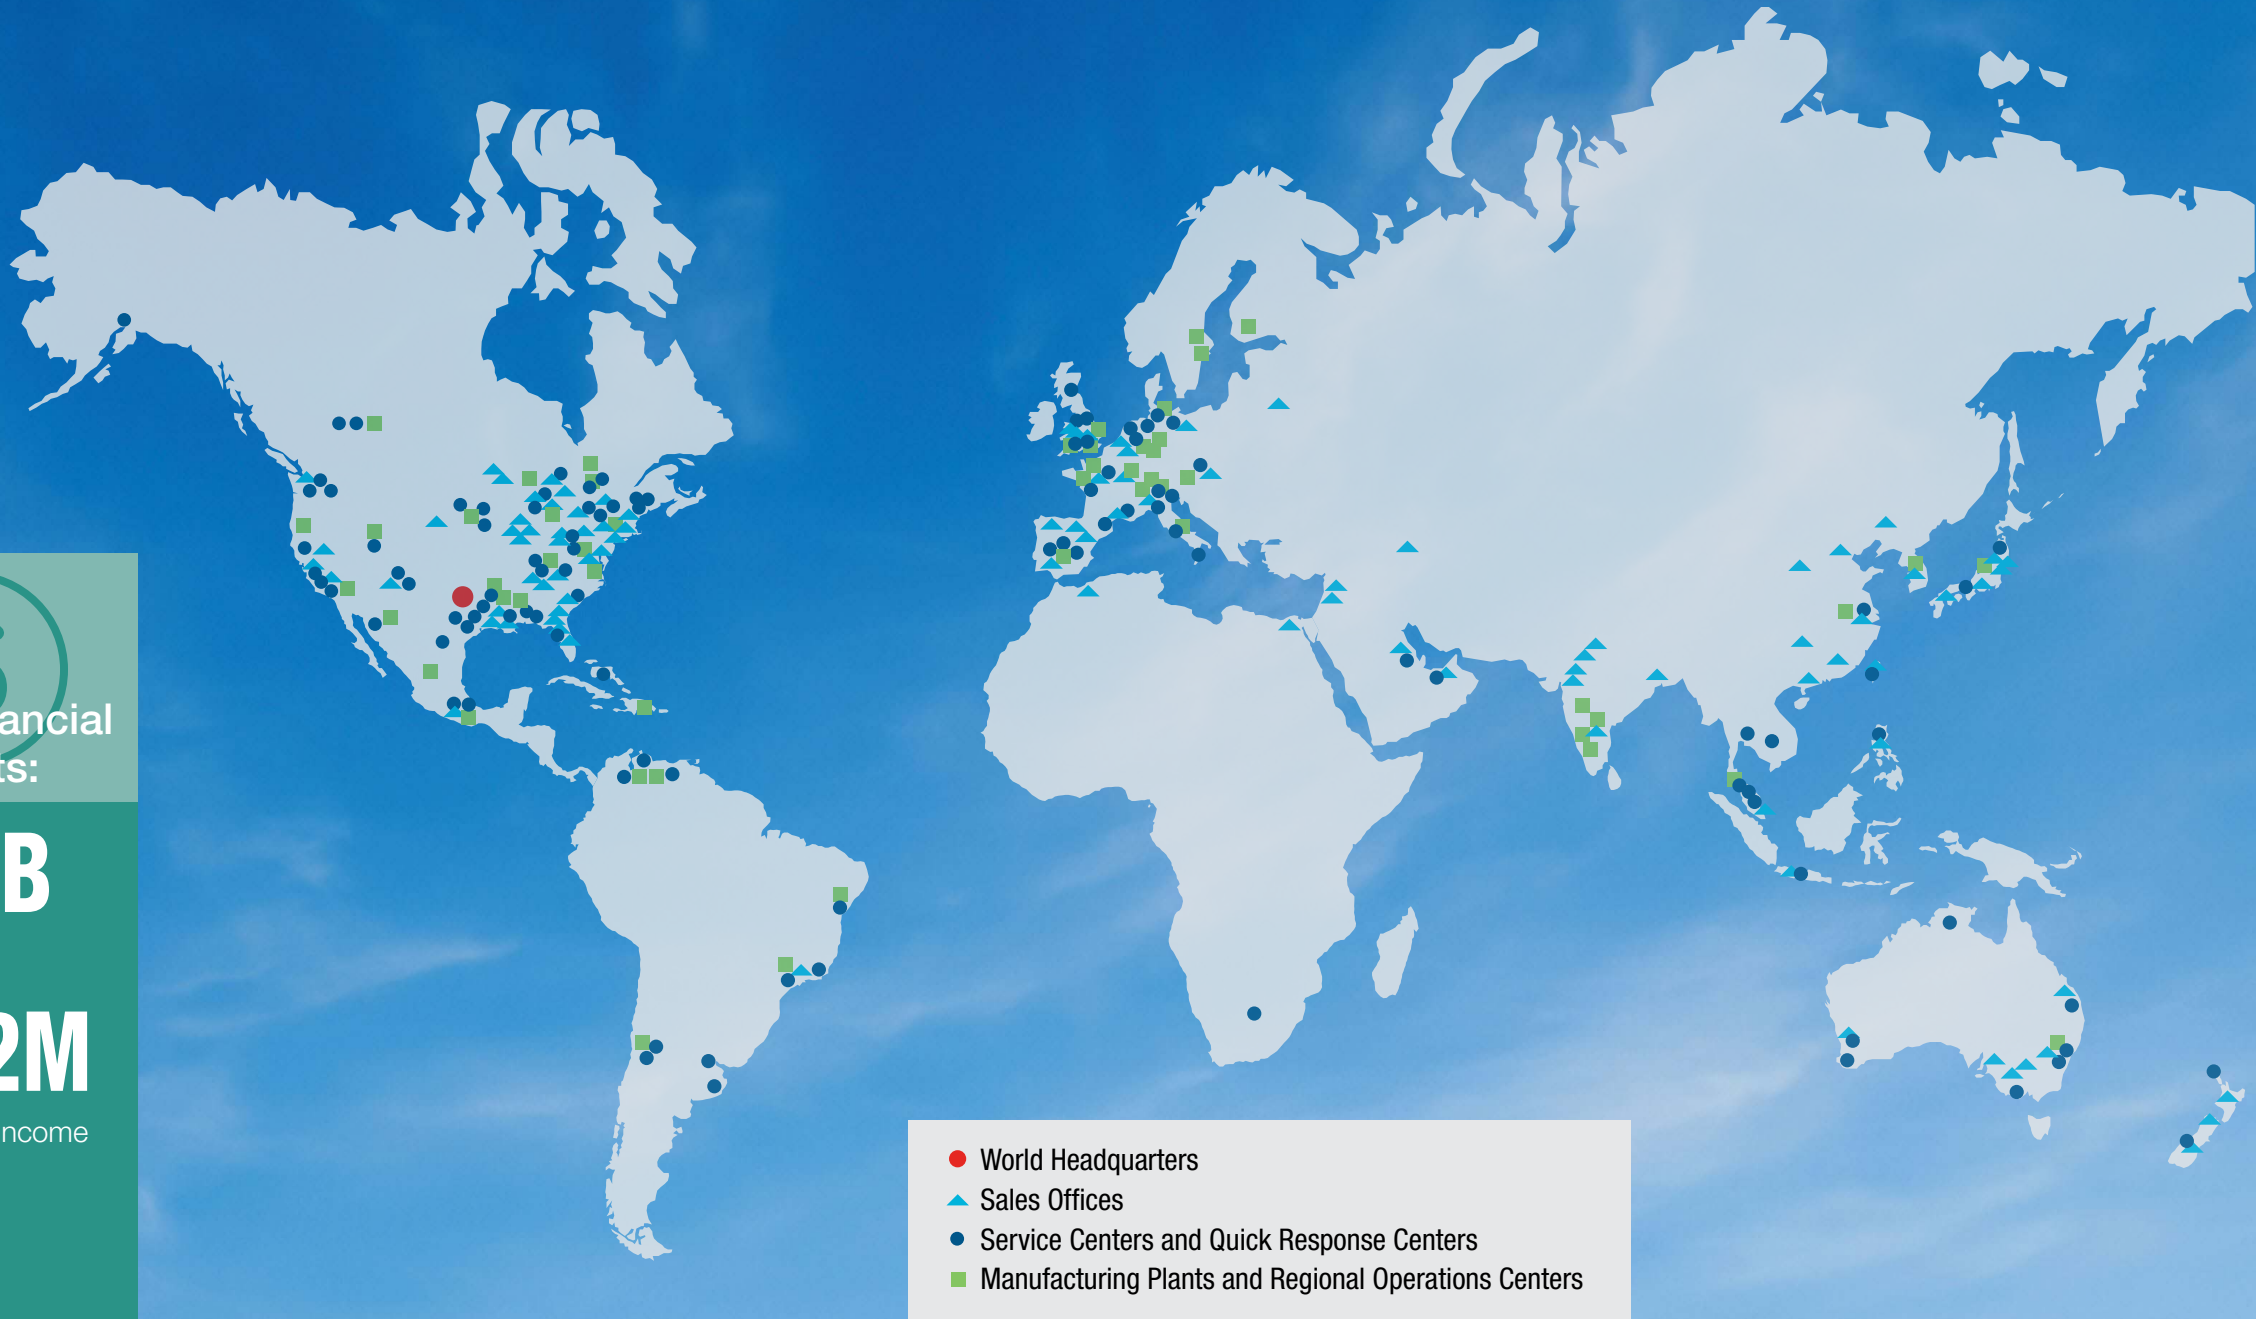 ancial
ts:
B
2M
ncome
World Headquarters
Sales Offices
Service Centers and Quick Response Centers
Manufacturing Plants and Regional Operations Centers